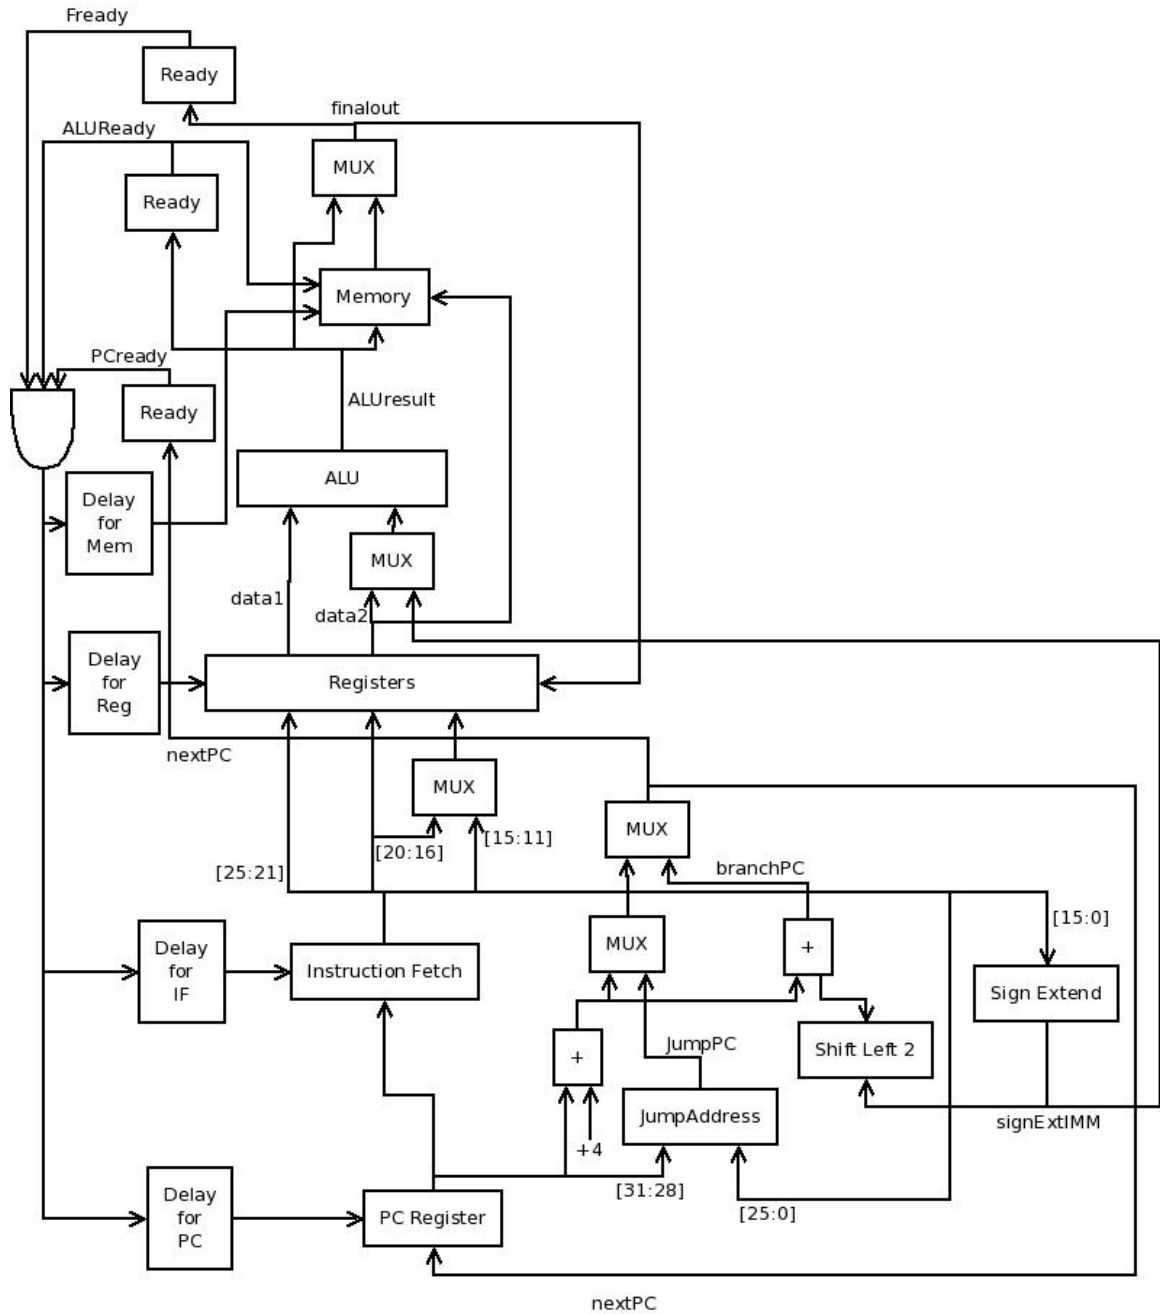 Fready
Ready
finalout
ALUReady
MUX
Ready
Memory
PCready
ALUresult
Ready
ALU
Delay
for
Mem
MUX
data1
data2
Delay
for
Reg
Registers
nextPC
MUX
MUX
[15:11]
[20:16]
[25:21]
branchPC
[15:0]
Delay
for
IF
Instruction Fetch
MUX
+
Sign Extend
+
JumpPC
Shift Left 2
JumpAddress
signExtIMM
+4
[31:28]
[25:0]
Delay
for
PC
PC Register
nextPC